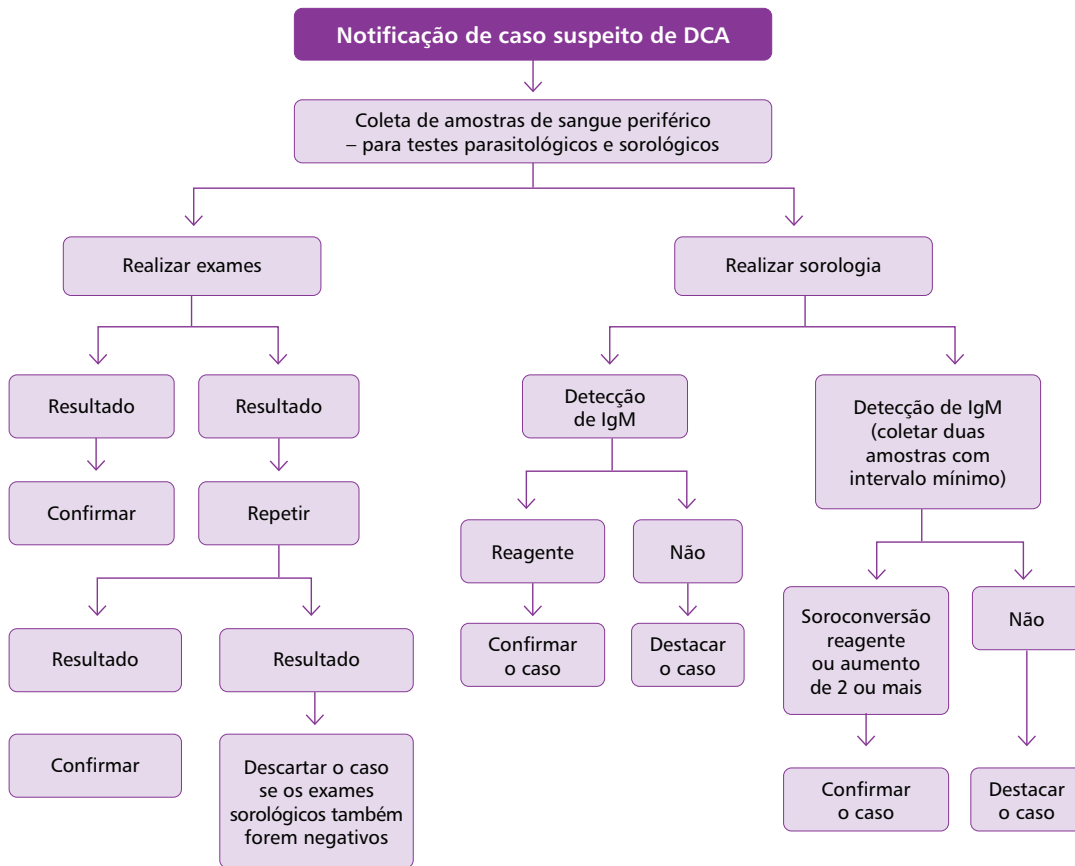 Notificação de caso suspeito de DCA
Coleta de amostras de sangue periférico
– para testes parasitológicos e sorológicos
Realizar exames
Realizar sorologia
Resultado
Resultado
Detecção
de IgM
Detecção de IgM
(coletar duas
amostras com
intervalo mínimo)
Confirmar
Repetir
Reagente
Não
Resultado
Resultado
Confirmar
o caso
Destacar
o caso
Soroconversão
reagente
ou aumento
de 2 ou mais
Não
Confirmar
Descartar o caso
se os exames
sorológicos também
forem negativos
Confirmar
o caso
Destacar
o caso